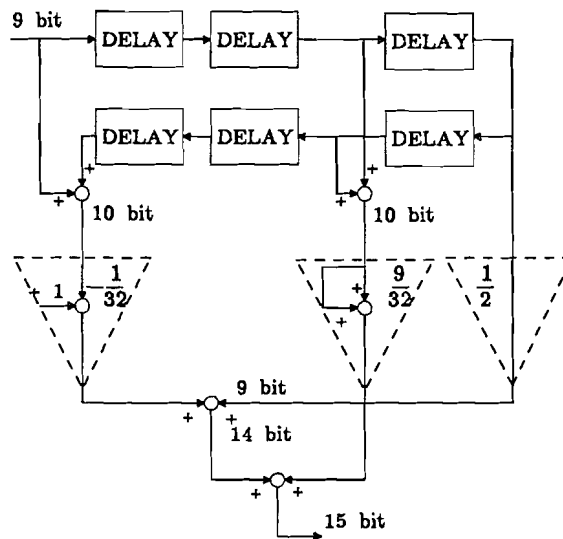 9 bit
DELAY DELAY DELAY
DELAY DELAY DELAY
+ +
+ +
10 bit 10 bit
+ 1 -1/32 + + 9/32 1/2
9 bit
+ +
14 bit
+ +
15 bit